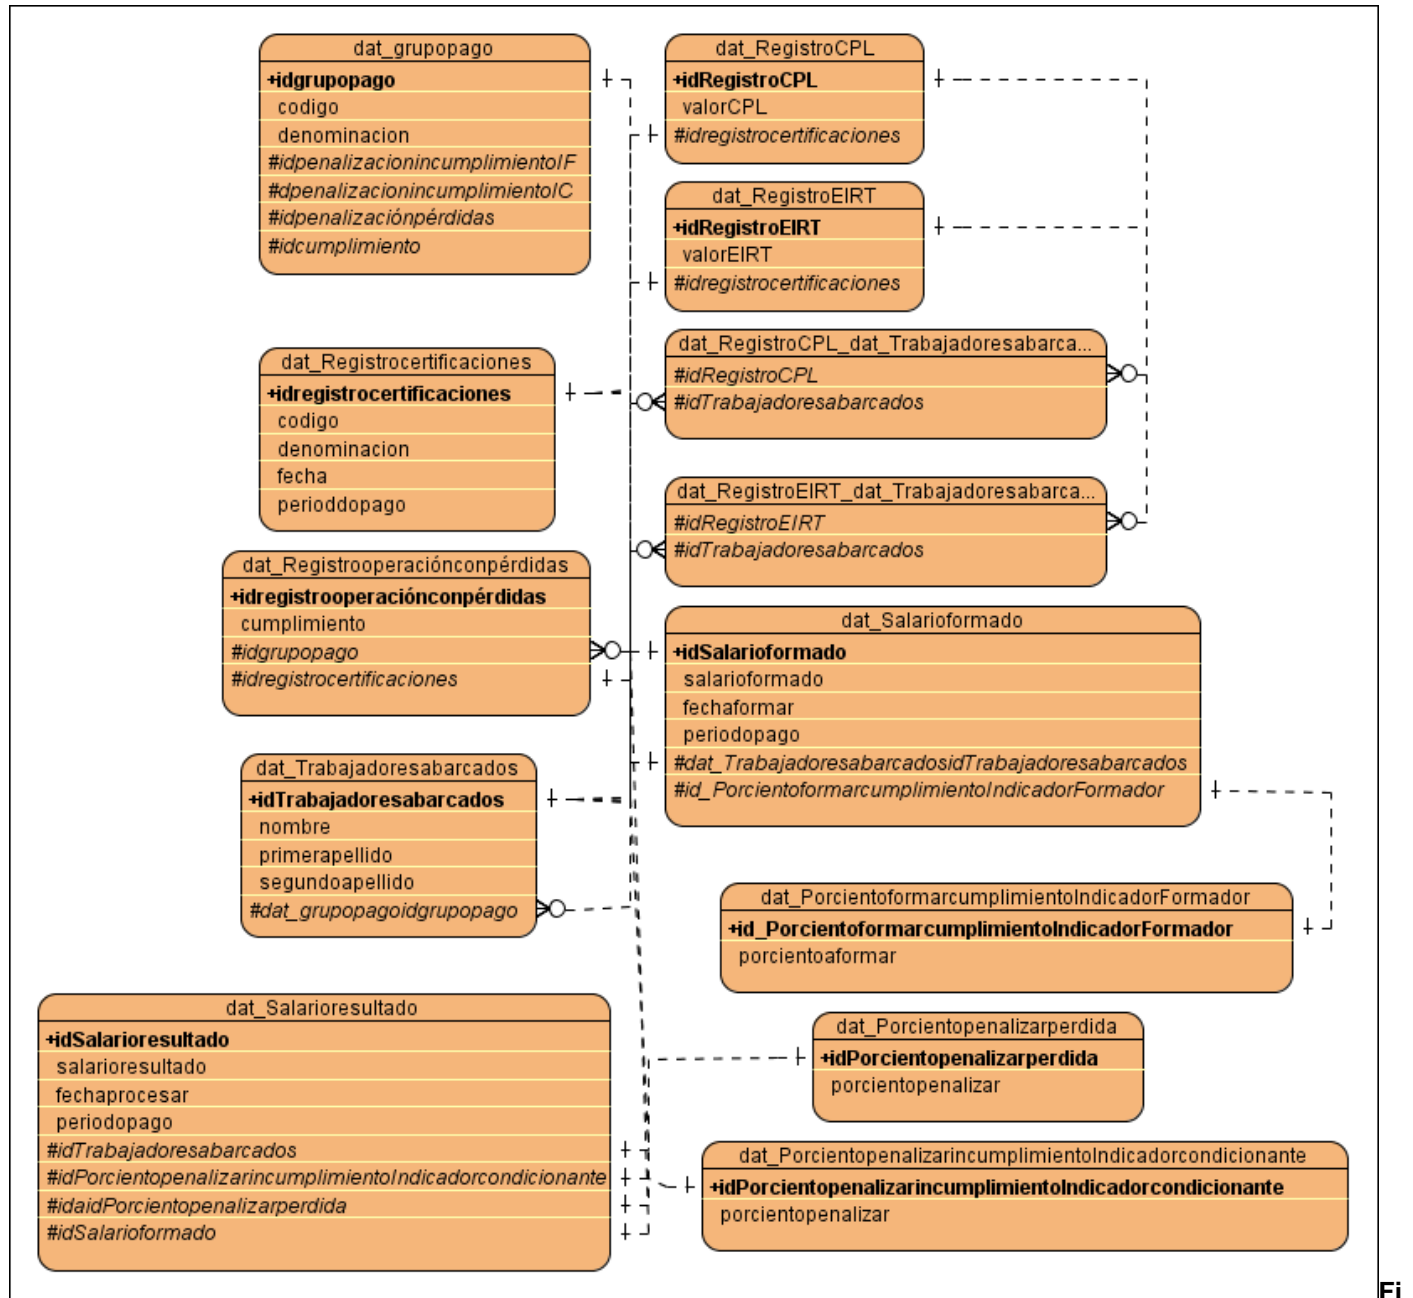 dat_grupopago
+idgrupopago
codigo
denominacion
#idpenalizacionincumplimientoIF
#dpenalizacionincumplimientoIC
#idpenalizaciónpérdidas
#idcumplimiento
dat_RegistroCPL
+idRegistroCPL
valorCPL
#idregistrocertificaciones
dat_RegistroEIRT
+idRegistroEIRT
valorEIRT
#idregistrocertificaciones
dat_RegistroCPL_dat_Trabajadoresabarca...
#idRegistroCPL
#idTrabajadoresabarcados
dat_Registrocertificaciones
+idregistrocertificaciones
codigo
denominacion
fecha
perioddopago
dat_RegistroEIRT_dat_Trabajadoresabarca...
#idRegistroEIRT
#idTrabajadoresabarcados
dat_Registrooperaciónconpérdidas
+idregistrooperaciónconpérdidas
cumplimiento
#idgrupopago
#idregistrocertificaciones
dat_Salarioformado
+idSalarioformado
salarioformado
fechaformar
periodopago
#dat_TrabajadoresabarcadosidTrabajadoresabarcados
#id_PorcientoformarcumplimientoIndicadorFormador
dat_Trabajadoresabarcados
+idTrabajadoresabarcados
nombre
primerapellido
segundoapellido
#dat_grupopagoidgrupopago
dat_PorcientoformarcumplimientoIndicadorFormador
+id_PorcientoformarcumplimientoIndicadorFormador
porcientoaformar
dat_Salarioresultado
+idSalarioresultado
salarioresultado
fechaprocesar
periodopago
#idTrabajadoresabarcados
#idPorcientopenalizarincumplimientoIndicadorcondicionante
#idaidPorcientopenalizarperdida
#idSalarioformado
dat_Porcientopenalizarperdida
+idPorcientopenalizarperdida
porcientopenalizar
dat_PorcientopenalizarincumplimientoIndicadorcondicionante
+idPorcientopenalizarincumplimientoIndicadorcondicionante
porcientopenalizar
Fi